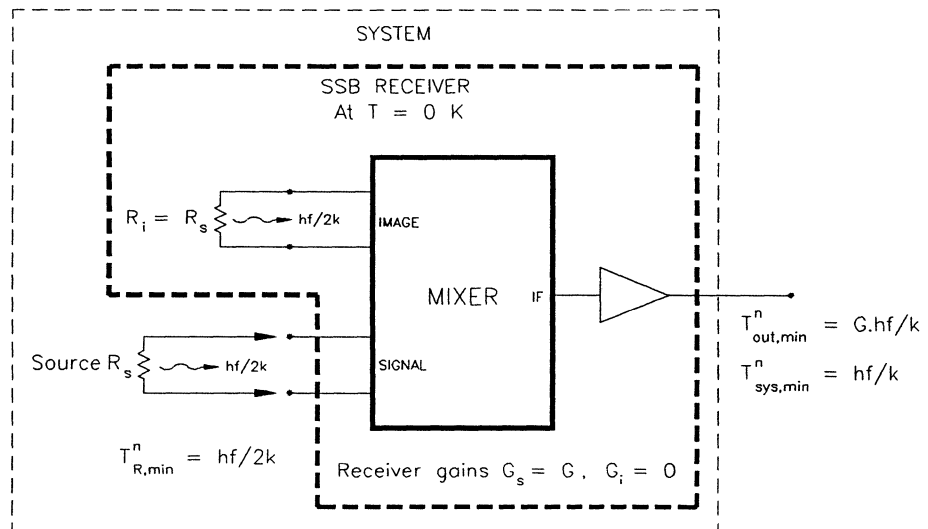 SYSTEM
SSB RECEIVER
At T = 0 K
R_i = R_s
hf/2k
IMAGE
MIXER
IF
Source R_s
hf/2k
SIGNAL
T^n_out,min = G.hf/k
T^n_sys,min = hf/k
T^n_R,min = hf/2k
Receiver gains G_s = G , G_i = 0